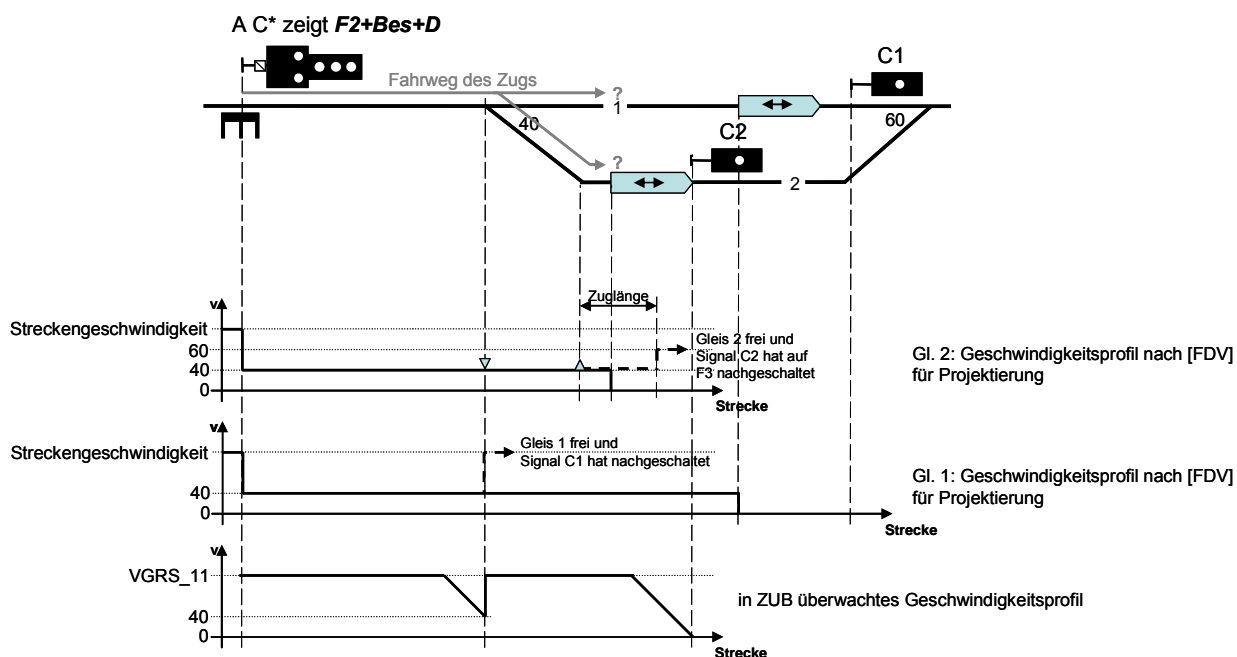 A C* zeigt F2+Bes+D
C1
Fahrweg des Zugs
?
1
40
60
C2
?
2
Zuglänge
v
Streckengeschwindigkeit
60
40
0
Gleis 2 frei und
Signal C2 hat auf
F3 nachgeschaltet
Strecke
Gl. 2: Geschwindigkeitsprofil nach [FDV]
für Projektierung
v
Streckengeschwindigkeit
40
0
Gleis 1 frei und
Signal C1 hat nachgeschaltet
Strecke
Gl. 1: Geschwindigkeitsprofil nach [FDV]
für Projektierung
v
VGRS_11
40
0
Strecke
in ZUB überwachtes Geschwindigkeitsprofil